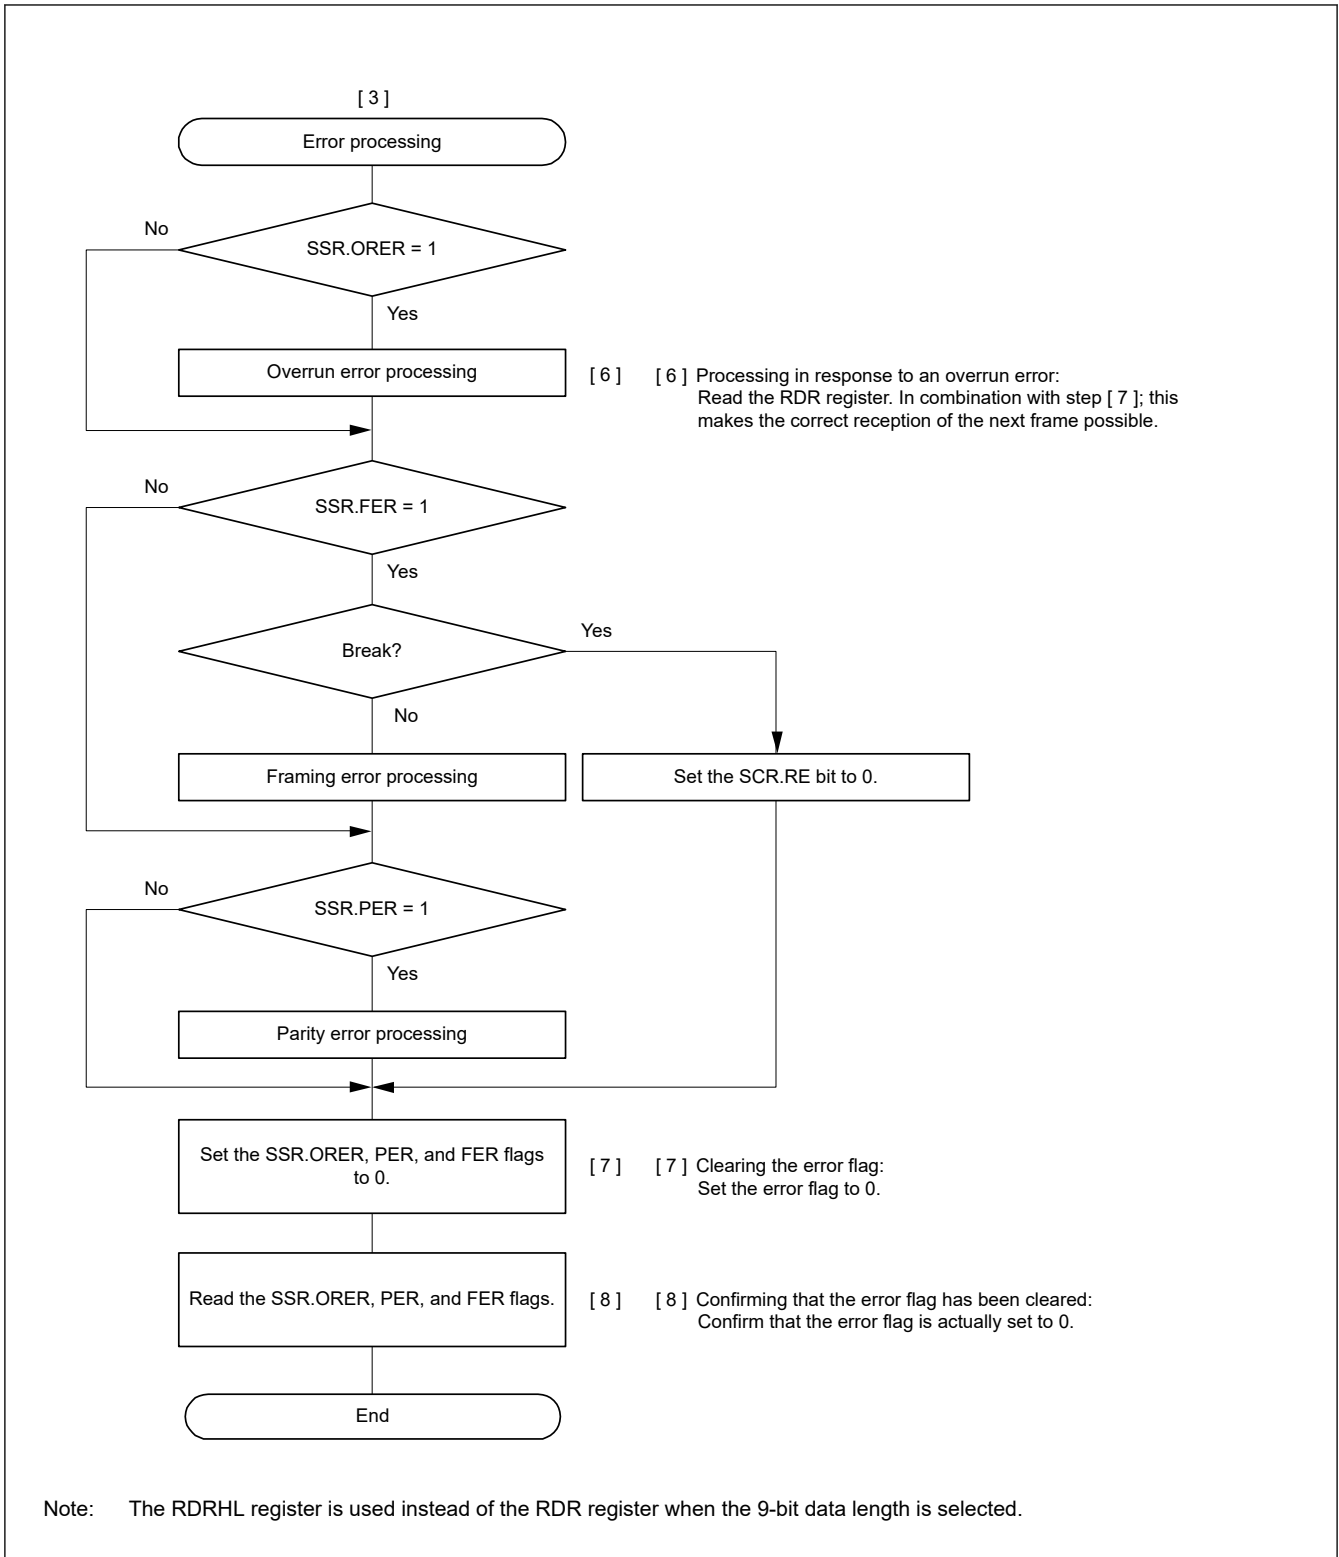 [ 3 ]
Error processing
No
SSR.ORER = 1
Yes
Overrun error processing
[ 6 ]
[ 6 ] Processing in response to an overrun error:
Read the RDR register. In combination with step [ 7 ]; this
makes the correct reception of the next frame possible.
No
SSR.FER = 1
Yes
Break?
Yes
No
Framing error processing
Set the SCR.RE bit to 0.
No
SSR.PER = 1
Yes
Parity error processing
Set the SSR.ORER, PER, and FER flags
to 0.
[ 7 ]
[ 7 ] Clearing the error flag:
Set the error flag to 0.
Read the SSR.ORER, PER, and FER flags.
[ 8 ]
[ 8 ] Confirming that the error flag has been cleared:
Confirm that the error flag is actually set to 0.
End
Note: The RDRHL register is used instead of the RDR register when the 9-bit data length is selected.